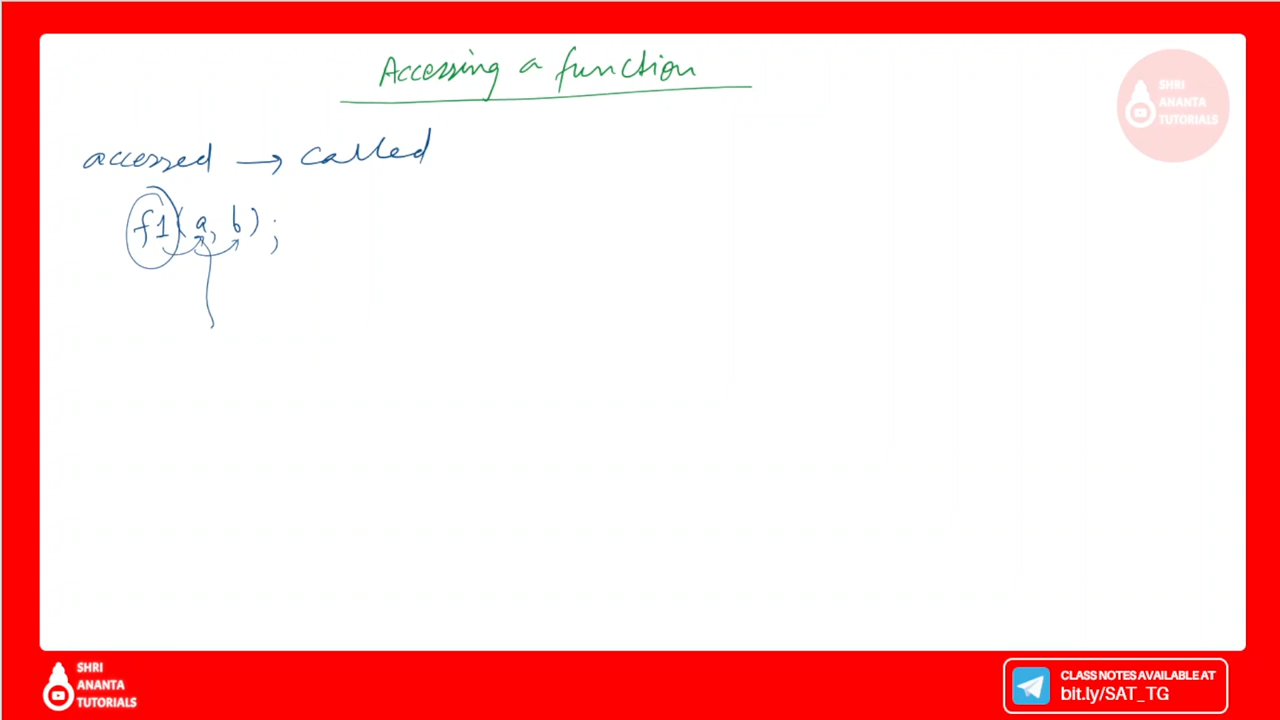 Accessing a function
SHRI
ANANTA
TUTORIALS
accessed → called
f1(a, b);
SHRI
ANANTA
TUTORIALS
CLASS NOTES AVAILABLE AT
bit.ly/SAT_TG